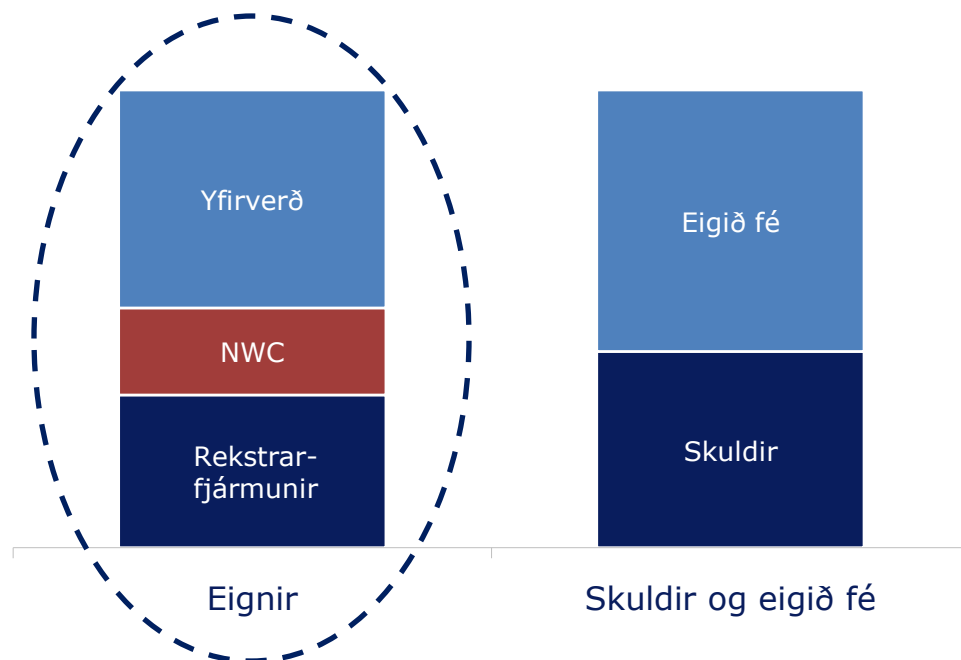 Yfirverð
NWC
Rekstrar-
fjármunir
Eignir
Eigið fé
Skuldir
Skuldir og eigið fé